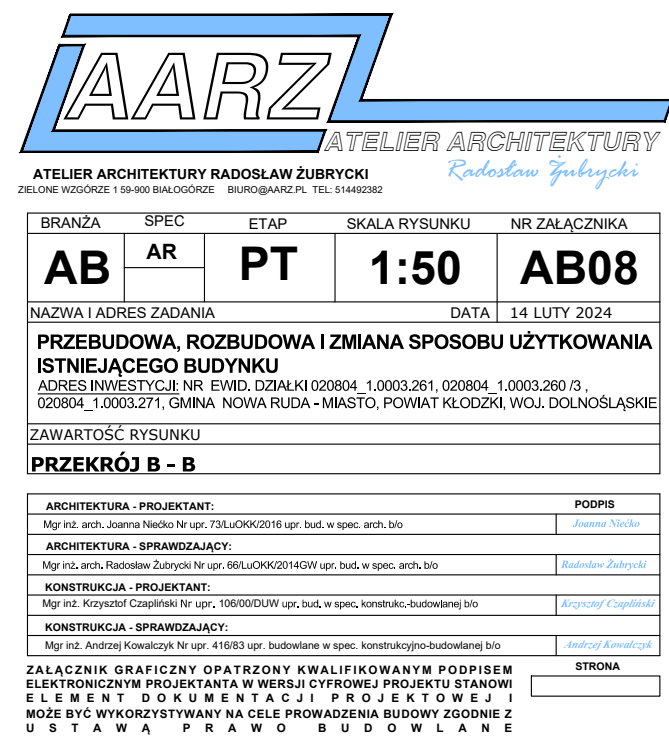 AARZ
ATELIER ARCHITEKTURY
Radosław Żubrycki
ATELIER ARCHITEKTURY RADOSŁAW ŻUBRYCKI
ZIELONE WZGÓRZE 1 59-900 BIAŁOGÓRZE BIURO@AARZ.PL TEL: 514492382
BRANŻA SPEC ETAP SKALA RYSUNKU NR ZAŁĄCZNIKA
AB AR PT 1:50 AB08
NAZWA I ADRES ZADANIA DATA 14 LUTY 2024
PRZEBUDOWA, ROZBUDOWA I ZMIANA SPOSOBU UŻYTKOWANIA
ISTNIEJĄCEGO BUDYNKU
ADRES INWESTYCJI: NR EWID. DZIAŁKI 020804_1.0003.261, 020804_1.0003.260 /3 ,
020804_1.0003.271, GMINA NOWA RUDA - MIASTO, POWIAT KŁODZKI, WOJ. DOLNOŚLĄSKIE
ZAWARTOŚĆ RYSUNKU
PRZEKRÓJ B - B
ARCHITEKTURA - PROJEKTANT: PODPIS
Mgr inż. arch. Joanna Niećko Nr upr. 73/LuOKK/2016 upr. bud. w spec. arch. b/o Joanna Niećko
ARCHITEKTURA - SPRAWDZAJĄCY:
Mgr inż. arch. Radosław Żubrycki Nr upr. 66/LuOKK/2014GW upr. bud. w spec. arch. b/o Radosław Żubrycki
KONSTRUKCJA - PROJEKTANT:
Mgr inż. Krzysztof Czapliński Nr upr. 106/00/DUW upr. bud. w spec. konstrukc.-budowlanej b/o Krzysztof Czapliński
KONSTRUKCJA - SPRAWDZAJĄCY:
Mgr inż. Andrzej Kowalczyk Nr upr. 416/83 upr. budowlane w spec. konstrukcyjno-budowlanej b/o Andrzej Kowalczyk
ZAŁĄCZNIK GRAFICZNY OPATRZONY KWALIFIKOWANYM PODPISEM STRONA
ELEKTRONICZNYM PROJEKTANTA W WERSJI CYFROWEJ PROJEKTU STANOWI
ELEMENT DOKUMENTACJI PROJEKTOWEJ I
MOŻE BYĆ WYKORZYSTYWANY NA CELE PROWADZENIA BUDOWY ZGODNIE Z
USTAWĄ PRAWO BUDOWLANE